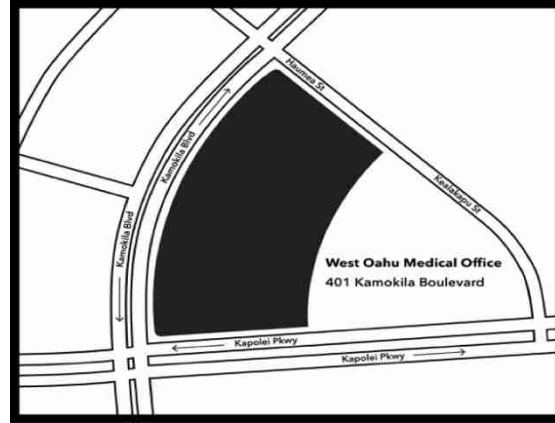 Haumea St
Kamokila Blvd
Kealakapu St
Kamokila Blvd
West Oahu Medical Office
401 Kamokila Boulevard
Kapolei Pkwy
Kapolei Pkwy